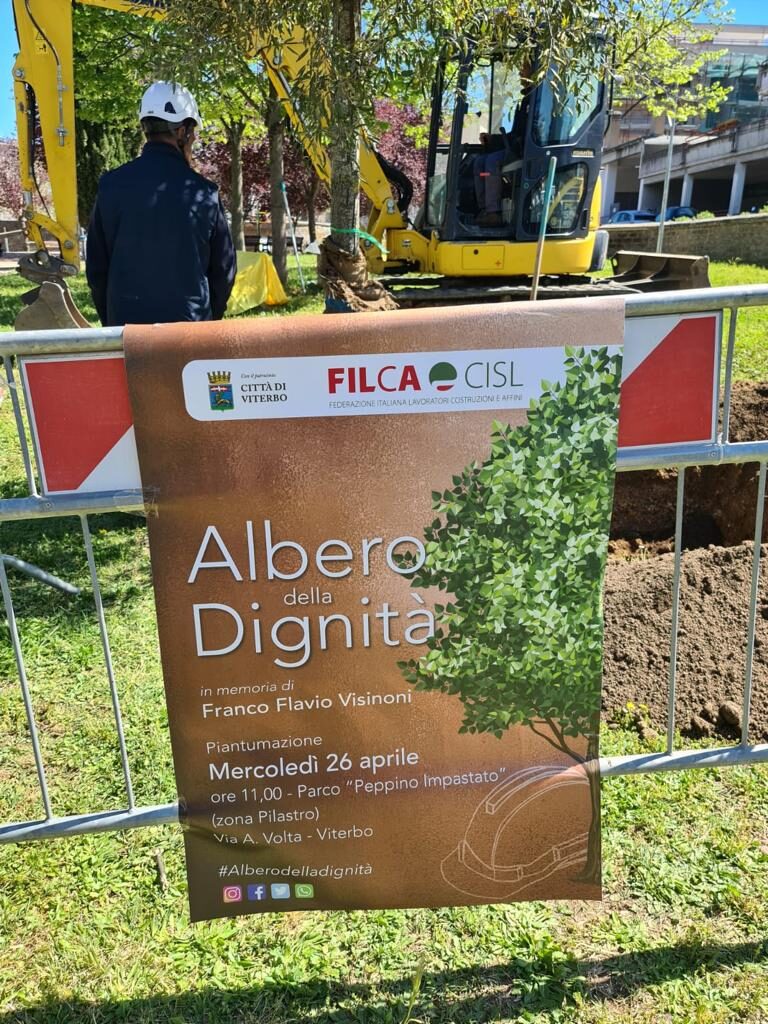 Con il patrocinio
CITTÀ DI
VITERBO
FILCA CISL
FEDERAZIONE ITALIANA LAVORATORI COSTRUZIONI E AFFINI
Albero
della
Dignità
in memoria di
Franco Flavio Visinoni
Piantumazione
Mercoledì 26 aprile
ore 11,00 - Parco "Peppino Impastato"
(zona Pilastro)
Via A. Volta - Viterbo
#Alberodelladignità